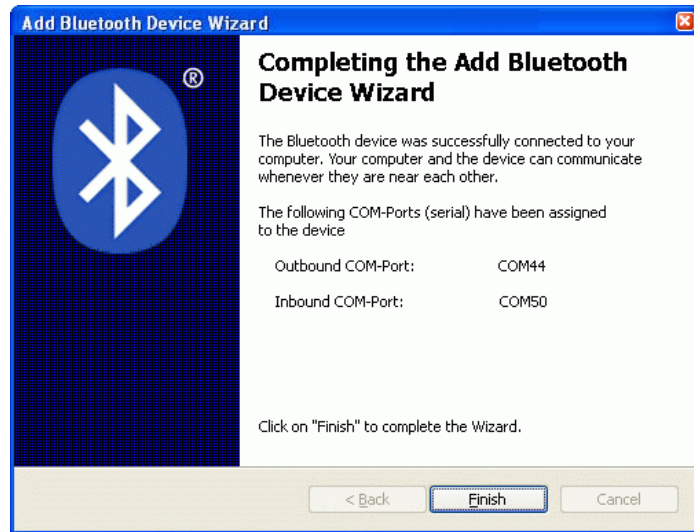 Add Bluetooth Device Wizard
®
Completing the Add Bluetooth
Device Wizard
The Bluetooth device was successfully connected to your
computer. Your computer and the device can communicate
whenever they are near each other.
The following COM-Ports (serial) have been assigned
to the device
Outbound COM-Port: COM44
Inbound COM-Port: COM50
Click on "Finish" to complete the Wizard.
< Back Finish Cancel